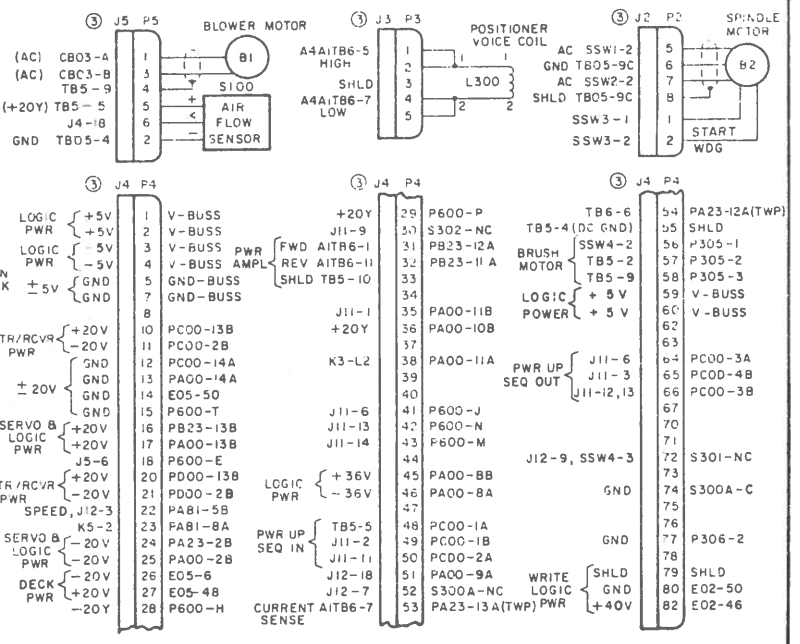 ③ J5 P5 BLOWER MOTOR
(AC) CB03-A 1 B1
(AC) CBC3-B 3
TB5-9 4 S100
(+20Y) TB5-5 5 + AIR
J4-18 6 < FLOW
GND TB05-4 2 - SENSOR
③ J3 P3 POSITIONER
VOICE COIL
A4A1TB6-5 1 1 1
HIGH 2
SHLD 3 L300
A4A1TB6-7 4 2 2
LOW 5
③ J2 P2 SPINDLE
MOTOR
AC SSW1-2 5
GND TB05-9C 6 B2
AC SSW2-2 7
SHLD TB05-9C 8
SSW3-1 1 START
SSW3-2 2 WDG
③ J4 P4
LOGIC +5V 1 V-BUSS
PWR +5V 2 V-BUSS
LOGIC -5V 3 V-BUSS
PWR -5V 4 V-BUSS
± 5V GND 5 GND-BUSS
GND 7 GND-BUSS
8
TR/RCVR +20V 10 PC00-13B
PWR -20V 11 PC00-2B
GND 12 PC00-14A
± 20V GND 13 PA00-14A
GND 14 E05-50
GND 15 P600-T
SERVO & +20V 16 PB23-13B
LOGIC PWR +20V 17 PA00-13B
J5-6 18 P600-E
TR/RCVR +20V 20 PD00-13B
PWR -20V 21 PD00-2B
SPEED, J12-3 22 PA81-5B
K5-2 23 PA81-8A
SERVO & -20V 24 PA23-2B
LOGIC PWR -20V 25 PA00-2B
DECK -20V 26 E05-6
PWR +20V 27 E05-48
-20Y 28 P600-H
③ J4 P4
+20Y 29 P600-P
J11-9 30 S302-NC
PWR AMPL FWD A1TB6-1 31 PB23-12A
REV A1TB6-11 32 PB23-11A
SHLD TB5-10 33
34
J11-1 35 PA00-11B
+20Y 36 PA00-10B
37
K3-L2 38 PA00-11A
39
40
J11-6 41 P600-J
J11-13 42 P600-N
J11-14 43 P600-M
44
LOGIC +36V 45 PA00-BB
PWR -36V 46 PA00-8A
47
PWR UP TB5-5 48 PC00-1A
SEQ IN J11-2 49 PC00-1B
J11-11 50 PCD0-2A
J12-18 51 PA00-9A
J12-7 52 S300A-NC
CURRENT SENSE A1TB6-7 53 PA23-13A(TWP)
③ J4 P4
TB6-6 54 PA23-12A(TWP)
TB5-4(DC GND) 55 SHLD
BRUSH SSW4-2 56 P305-1
MOTOR TB5-2 57 P305-2
TB5-9 58 P305-3
LOGIC + 5V 59 V-BUSS
POWER + 5V 60 V-BUSS
62
63
PWR UP J11-6 64 PC00-3A
SEQ OUT J11-3 65 PC0D-4B
J11-12,13 66 PC00-3B
67
70
71
J12-9, SSW4-3 72 S301-NC
73
GND 74 S300A-C
75
76
GND 77 P306-2
78
WRITE SHLD 79 SHLD
LOGIC GND 80 E02-50
PWR +40V 82 E02-46